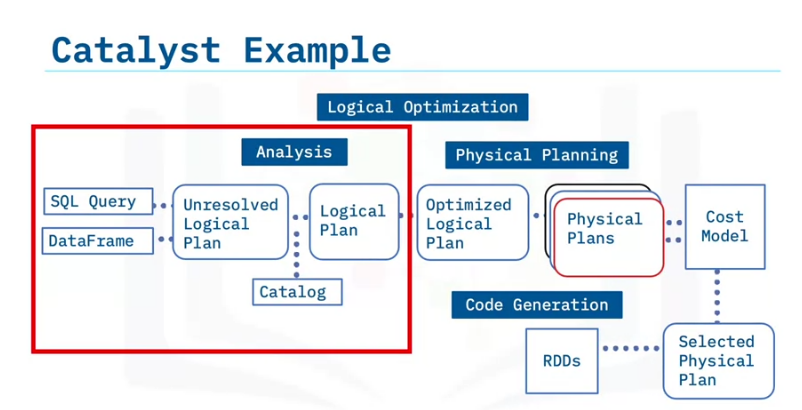 Catalyst Example
Logical Optimization
Analysis
Physical Planning
SQL Query
DataFrame
Unresolved
Logical
Plan
Logical
Plan
Catalog
Optimized
Logical
Plan
Physical
Plans
Cost
Model
Code Generation
RDDs
Selected
Physical
Plan